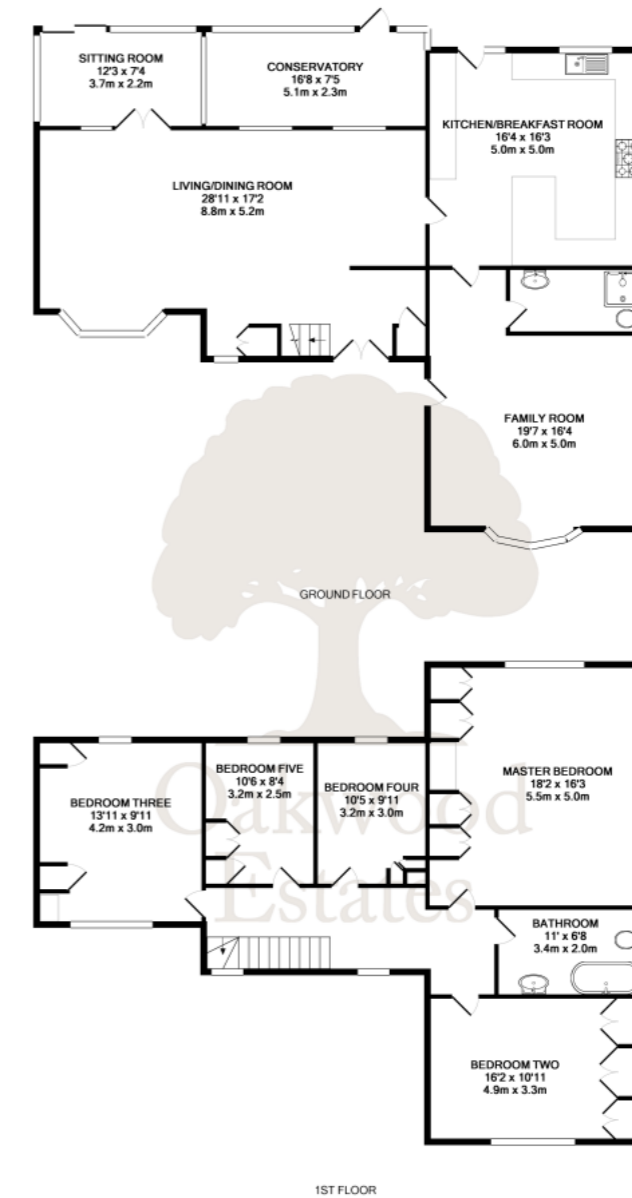 SITTING ROOM
12'3 x 7'4
3.7m x 2.2m
CONSERVATORY
16'8 x 7'5
5.1m x 2.3m
KITCHEN/BREAKFAST ROOM
16'4 x 16'3
5.0m x 5.0m
LIVING/DINING ROOM
28'11 x 17'2
8.8m x 5.2m
FAMILY ROOM
19'7 x 16'4
6.0m x 5.0m
GROUND FLOOR
MASTER BEDROOM
18'2 x 16'3
5.5m x 5.0m
BEDROOM FIVE
10'6 x 8'4
3.2m x 2.5m
BEDROOM FOUR
10'5 x 9'11
3.2m x 3.0m
BEDROOM THREE
13'11 x 9'11
4.2m x 3.0m
Oakwood
Estates
BATHROOM
11' x 6'8
3.4m x 2.0m
BEDROOM TWO
16'2 x 10'11
4.9m x 3.3m
1ST FLOOR